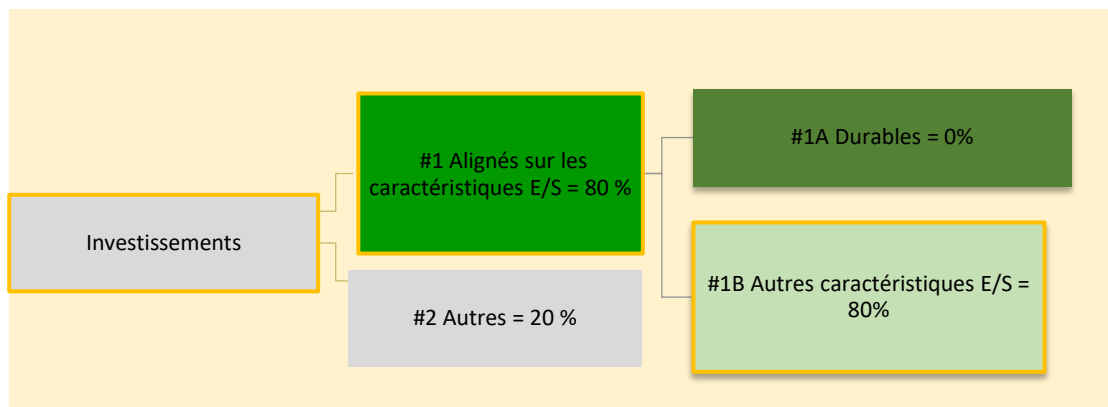 Investissements
#1 Alignés sur les
caractéristiques E/S = 80 %
#2 Autres = 20 %
#1A Durables = 0%
#1B Autres caractéristiques E/S =
80%